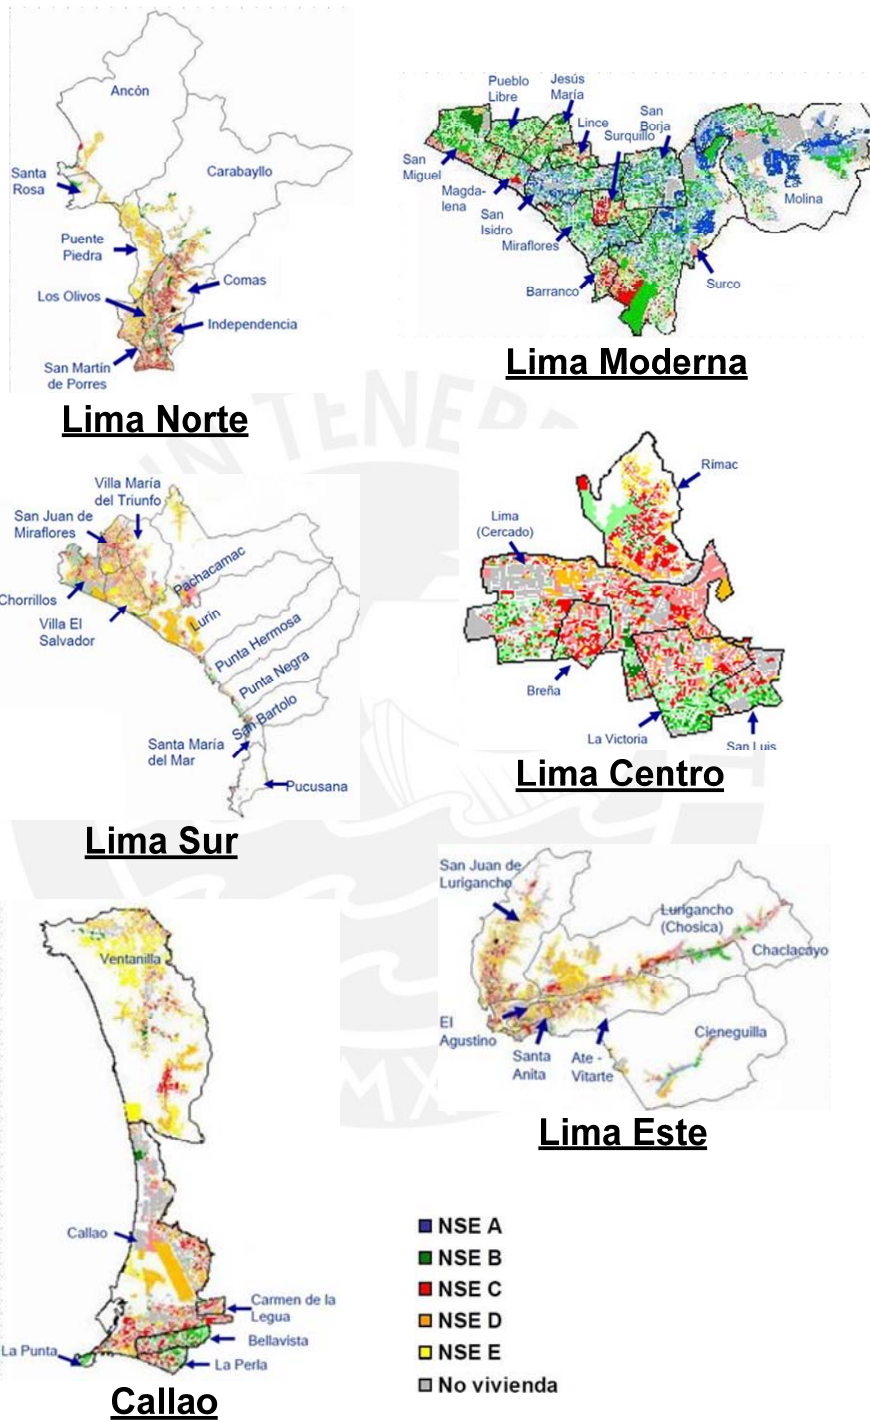 Ancón
Santa
Rosa
Carabayllo
Puente
Piedra
Comas
Los Olivos
Independencia
San Martín
de Porres
Lima Norte
Pueblo
Libre
Jesús
María
Lince
Surquillo
San
Borja
San
Miguel
Magda-
lena
San
Isidro
Miraflores
Barranco
La
Molina
Surco
Lima Moderna
IN TENEBR
Villa María
del Triunfo
San Juan de
Miraflores
Chorrillos
Villa El
Salvador
Pachacamac
Lurín
Punta Hermosa
Punta Negra
San Bartolo
Santa María
del Mar
Pucusana
Lima Sur
Rímac
Lima
(Cercado)
Breña
La Victoria
San Luis
Lima Centro
Ventanilla
Callao
Carmen de la
Legua
Bellavista
La Punta
La Perla
Callao
San Juan de
Lurigancho
Lurigancho
(Chosica)
Chaclacayo
El
Agustino
Santa
Anita
Ate -
Vitarte
Cieneguilla
MX
Lima Este
NSE A
NSE B
NSE C
NSE D
NSE E
No vivienda